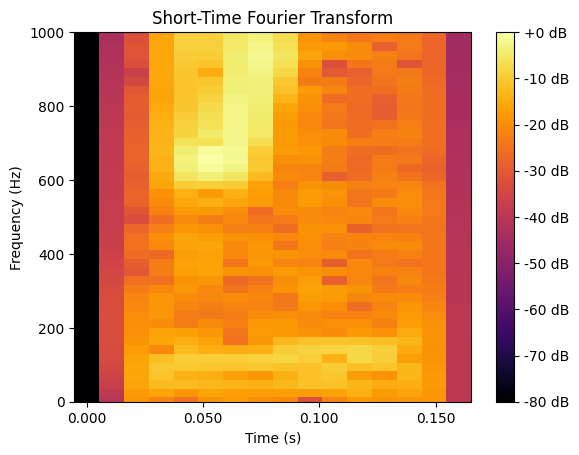 Short-Time Fourier Transform
Frequency (Hz)
1000
800
600
400
200
0
0.000
0.050
0.100
0.150
Time (s)
+0 dB
-10 dB
-20 dB
-30 dB
-40 dB
-50 dB
-60 dB
-70 dB
-80 dB